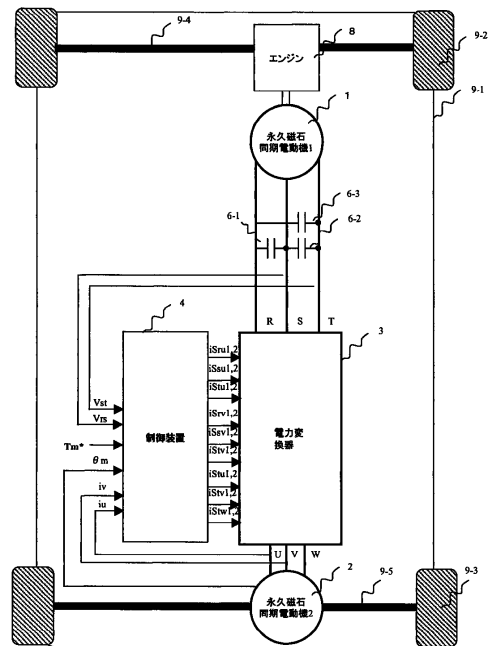 9-4
8
エンジン
9-2
9-1
1
永久磁石
同期電動機1
6-3
6-1
6-2
R S T
4
3
iSru1,2
iSsu1,2
iStu1,2
iSrv1,2
iSsv1,2
iStv1,2
iStu1,2
iStv1,2
iStw1,2
Vst
Vrs
Tm*
θm
iv
iu
制御装置
電力変
換器
U V W
2
永久磁石
同期電動機2
9-5
9-3